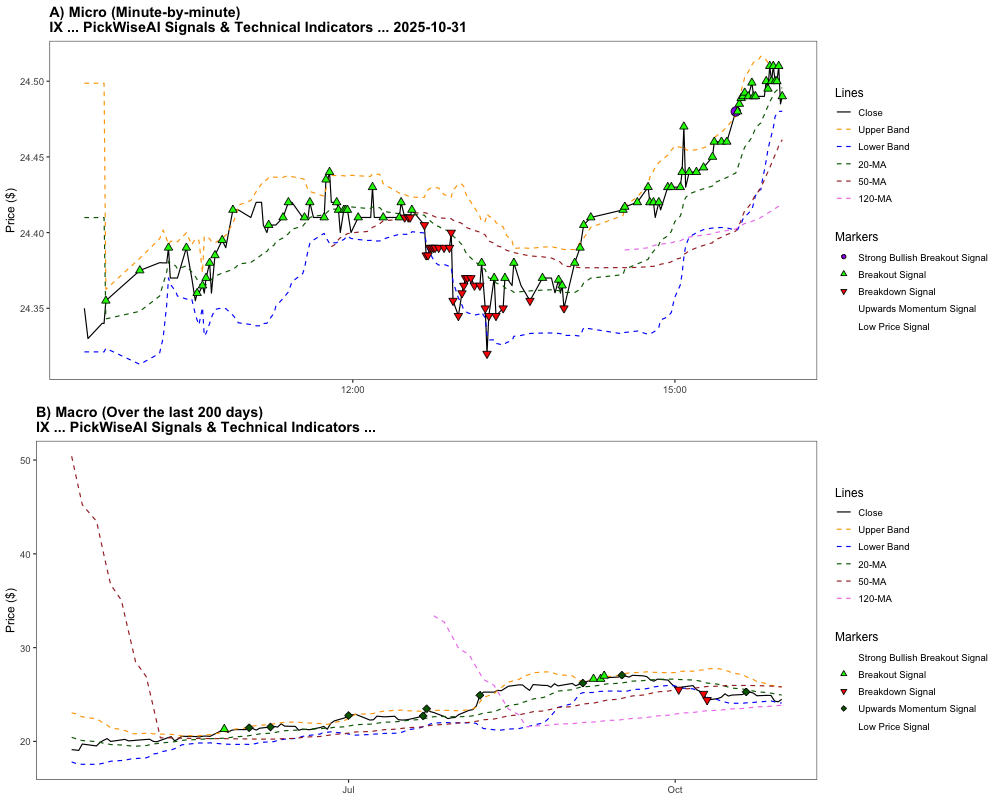 A) Micro (Minute-by-minute)
IX ... PickWiseAI Signals & Technical Indicators ... 2025-10-31
Price ($)
24.50
24.45
24.40
24.35
12:00
15:00
Lines
Close
Upper Band
Lower Band
20-MA
50-MA
120-MA
Markers
Strong Bullish Breakout Signal
Breakout Signal
Breakdown Signal
Upwards Momentum Signal
Low Price Signal
B) Macro (Over the last 200 days)
IX ... PickWiseAI Signals & Technical Indicators ...
Price ($)
50
40
30
20
Jul
Oct
Lines
Close
Upper Band
Lower Band
20-MA
50-MA
120-MA
Markers
Strong Bullish Breakout Signal
Breakout Signal
Breakdown Signal
Upwards Momentum Signal
Low Price Signal